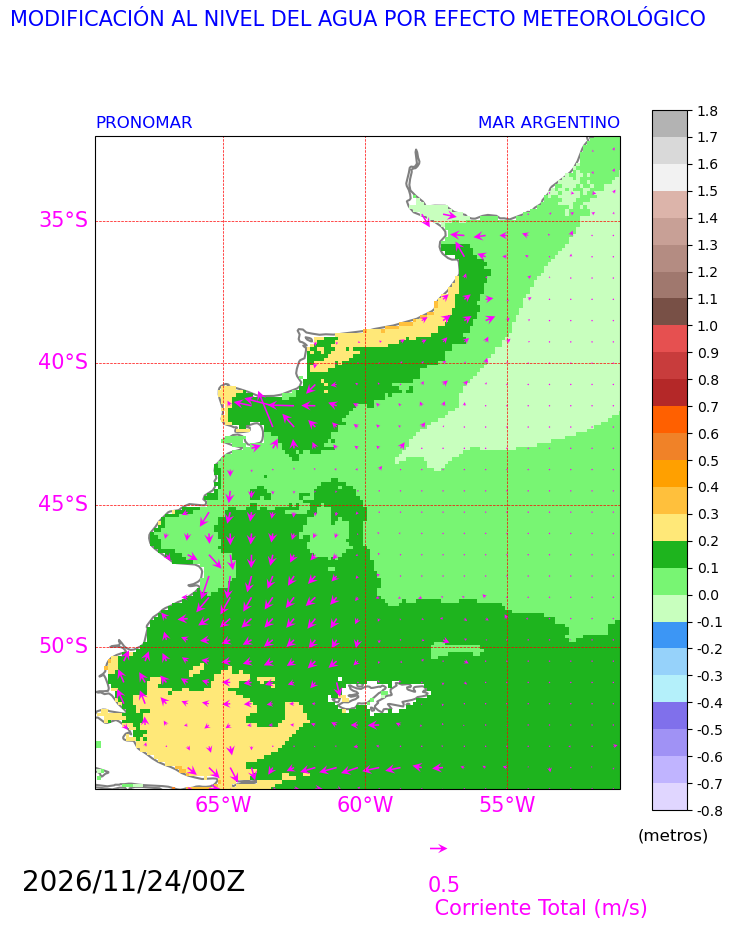 MODIFICACIÓN AL NIVEL DEL AGUA POR EFECTO METEOROLÓGICO
PRONOMAR MAR ARGENTINO
35°S
40°S
45°S
50°S
65°W 60°W 55°W
1.8
1.7
1.6
1.5
1.4
1.3
1.2
1.1
1.0
0.9
0.8
0.7
0.6
0.5
0.4
0.3
0.2
0.1
0.0
-0.1
-0.2
-0.3
-0.4
-0.5
-0.6
-0.7
-0.8
(metros)
2026/11/24/00Z
0.5
Corriente Total (m/s)